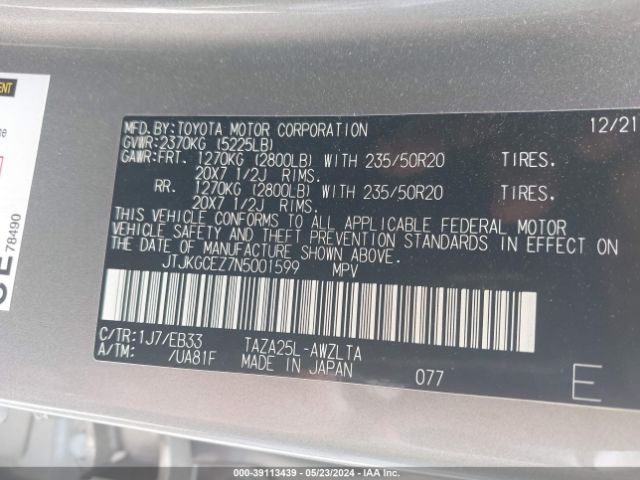 MENT
me
78490
MFD.BY:TOYOTA MOTOR CORPORATION 12/21
GVWR:2370KG (5225LB)
GAWR:FRT. 1270KG (2800LB) WITH 235/50R20 TIRES.
20X7 1/2J RIMS.
RR. 1270KG (2800LB) WITH 235/50R20 TIRES.
20X7 1/2J RIMS.
THIS VEHICLE CONFORMS TO ALL APPLICABLE FEDERAL MOTOR
VEHICLE SAFETY AND THEFT PREVENTION STANDARDS IN EFFECT ON
THE DATE OF MANUFACTURE SHOWN ABOVE.
JTJKGCEZ7N5001599 MPV
C/TR:1J7/EB33 TAZA25L-AWZLTA
A/TM: /UA81F MADE IN JAPAN 077 E
000-39113439 - 05/23/2024 - IAA Inc.